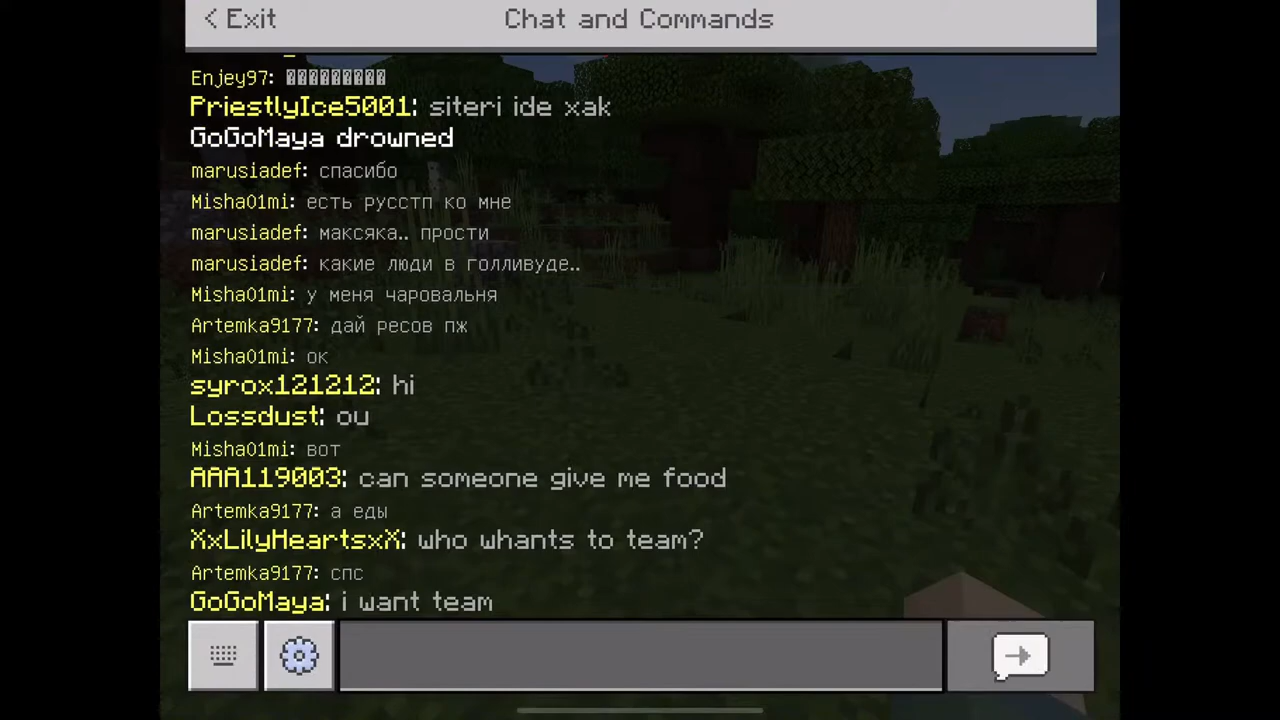 < Exit
Chat and Commands
Enjey97:
PriestlyIce5001: siteri ide xak
GoGoMaya drowned
marusiadef: спасибо
Misha01mi: есть русстп ко мне
marusiadef: максяка.. прости
marusiadef: какие люди в голливуде..
Misha01mi: у меня чаровальня
Artemka9177: дай ресов пж
Misha01mi: ок
syrox121212: hi
Lossdust: ou
Misha01mi: вот
AAA119003: can someone give me food
Artemka9177: а еды
XxLilyHeartsxX: who whants to team?
Artemka9177: спс
GoGoMaya: i want team